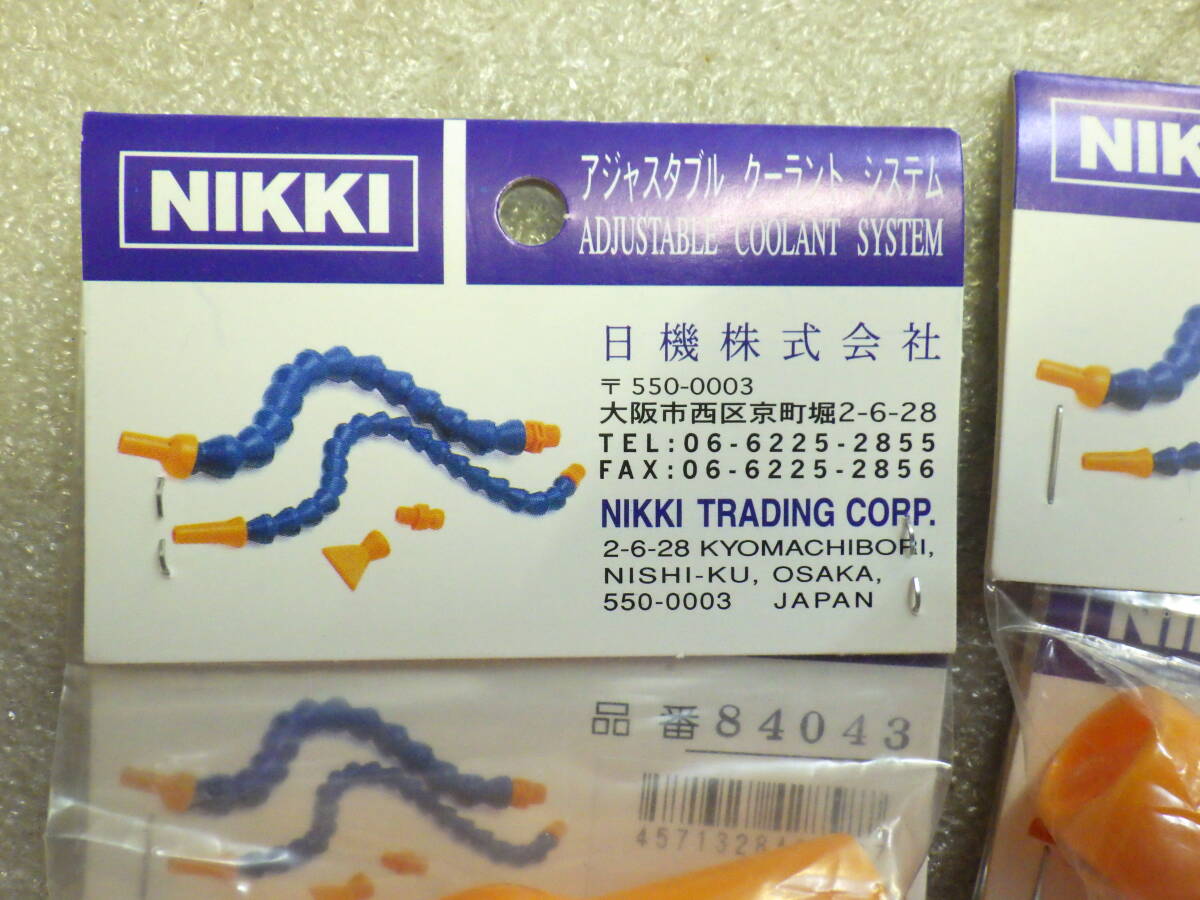 NIKKI
アジャスタブル クーラント システム
ADJUSTABLE COOLANT SYSTEM
日機株式会社
〒550-0003
大阪市西区京町堀2-6-28
TEL:06-6225-2855
FAX:06-6225-2856
NIKKI TRADING CORP.
2-6-28 KYOMACHIBORI,
NISHI-KU, OSAKA,
550-0003 JAPAN
品番84043
4571328
NIK
NI